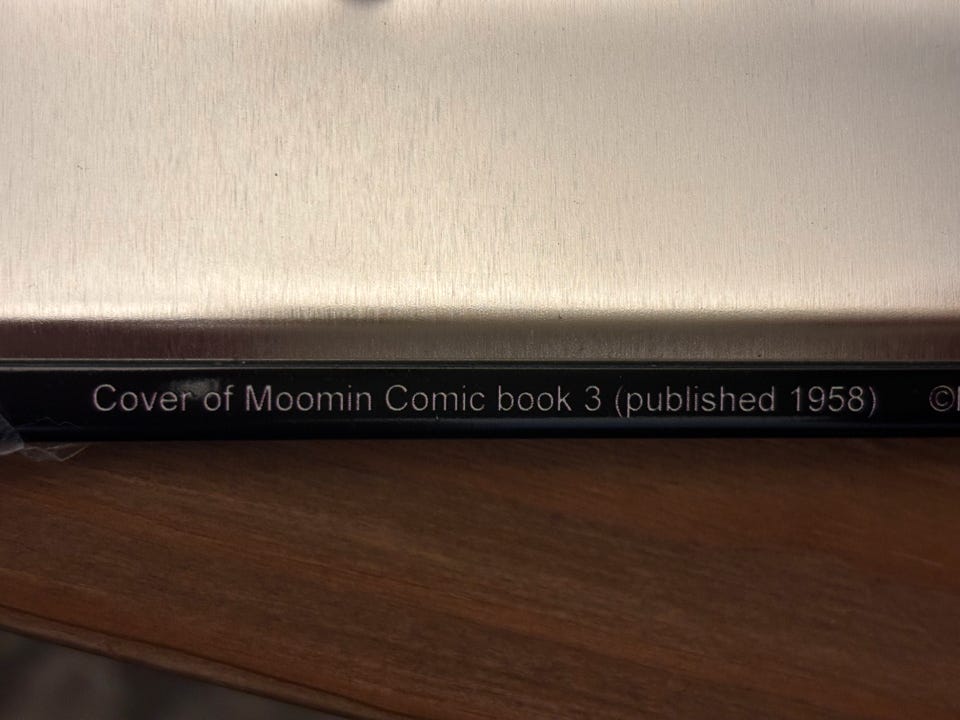 Cover of Moomin Comic book 3 (published 1958) ©